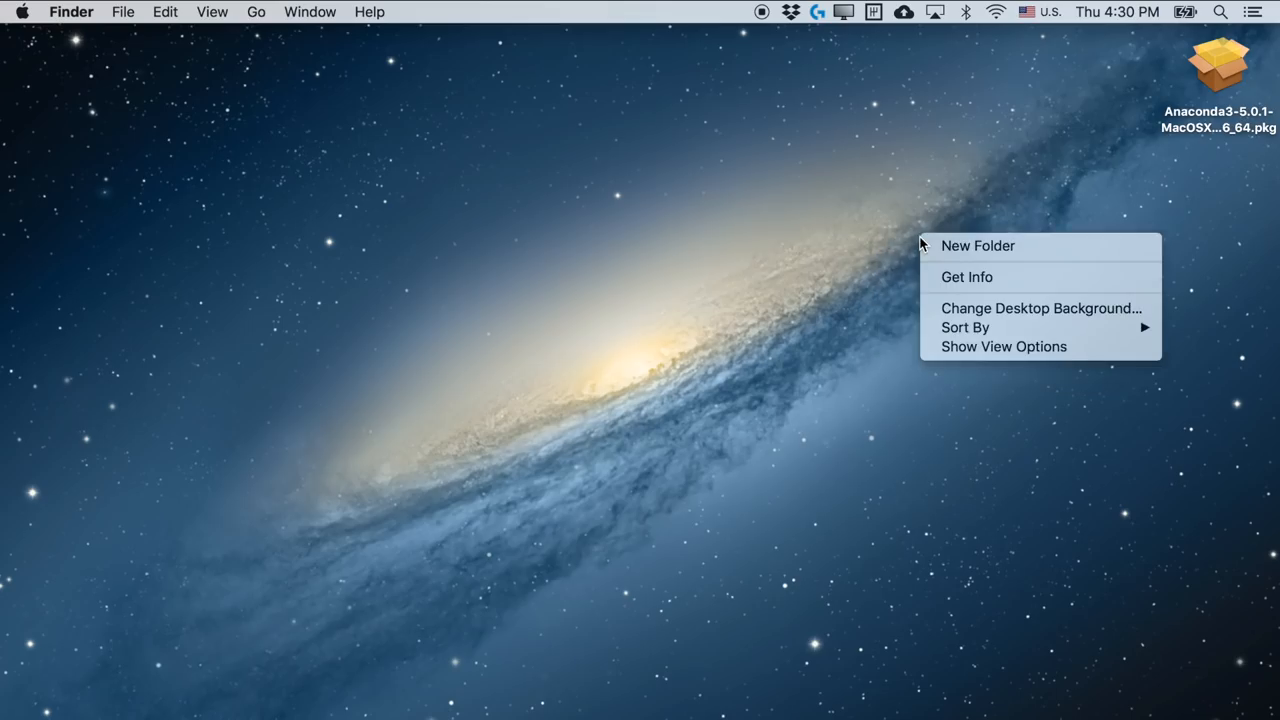 Finder File Edit View Go Window Help U.S. Thu 4:30 PM
Anaconda3-5.0.1-
MacOSX...6_64.pkg
New Folder
Get Info
Change Desktop Background...
Sort By
Show View Options